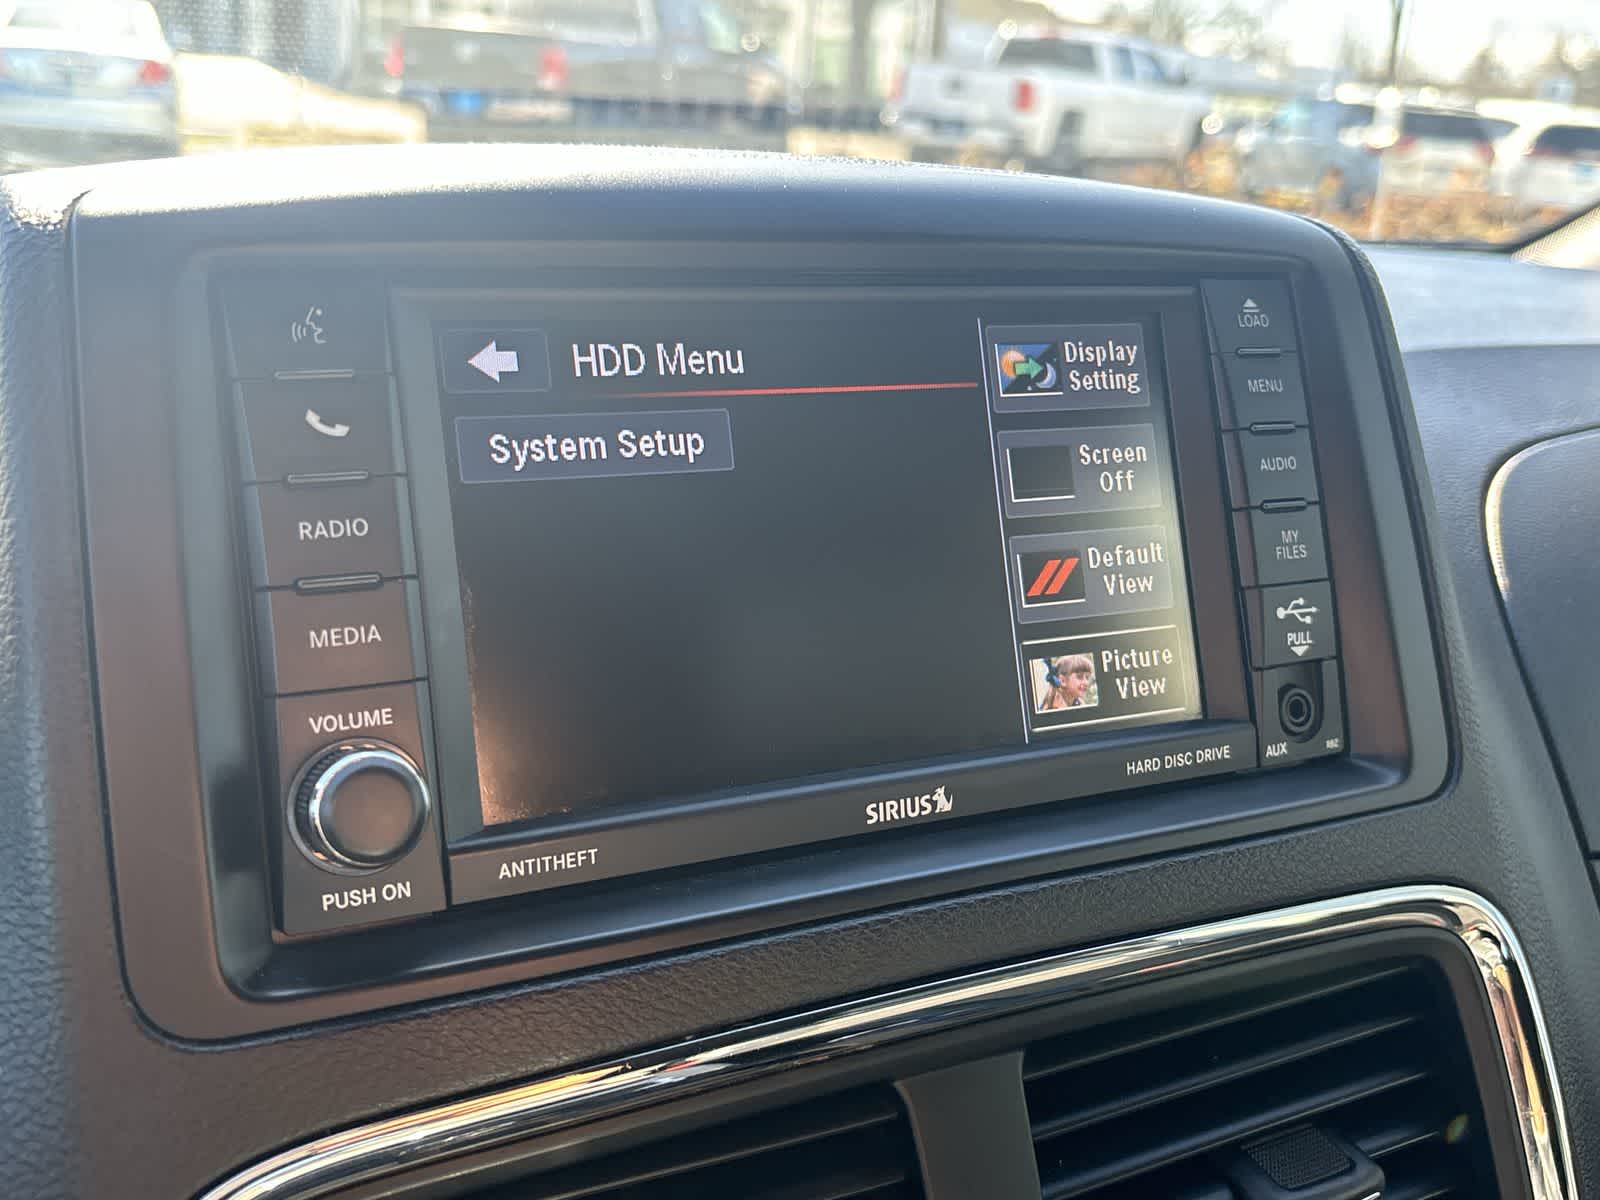 HDD Menu
System Setup
Display
Setting
Screen
Off
Default
View
Picture
View
RADIO
MEDIA
VOLUME
PUSH ON
LOAD
MENU
AUDIO
MY
FILES
PULL
AUX
RBZ
ANTITHEFT
SIRIUS
HARD DISC DRIVE